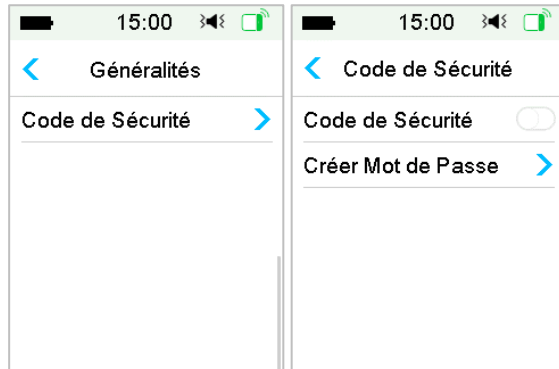 15:00
Généralités
Code de Sécurité
15:00
Code de Sécurité
Code de Sécurité
Créer Mot de Passe